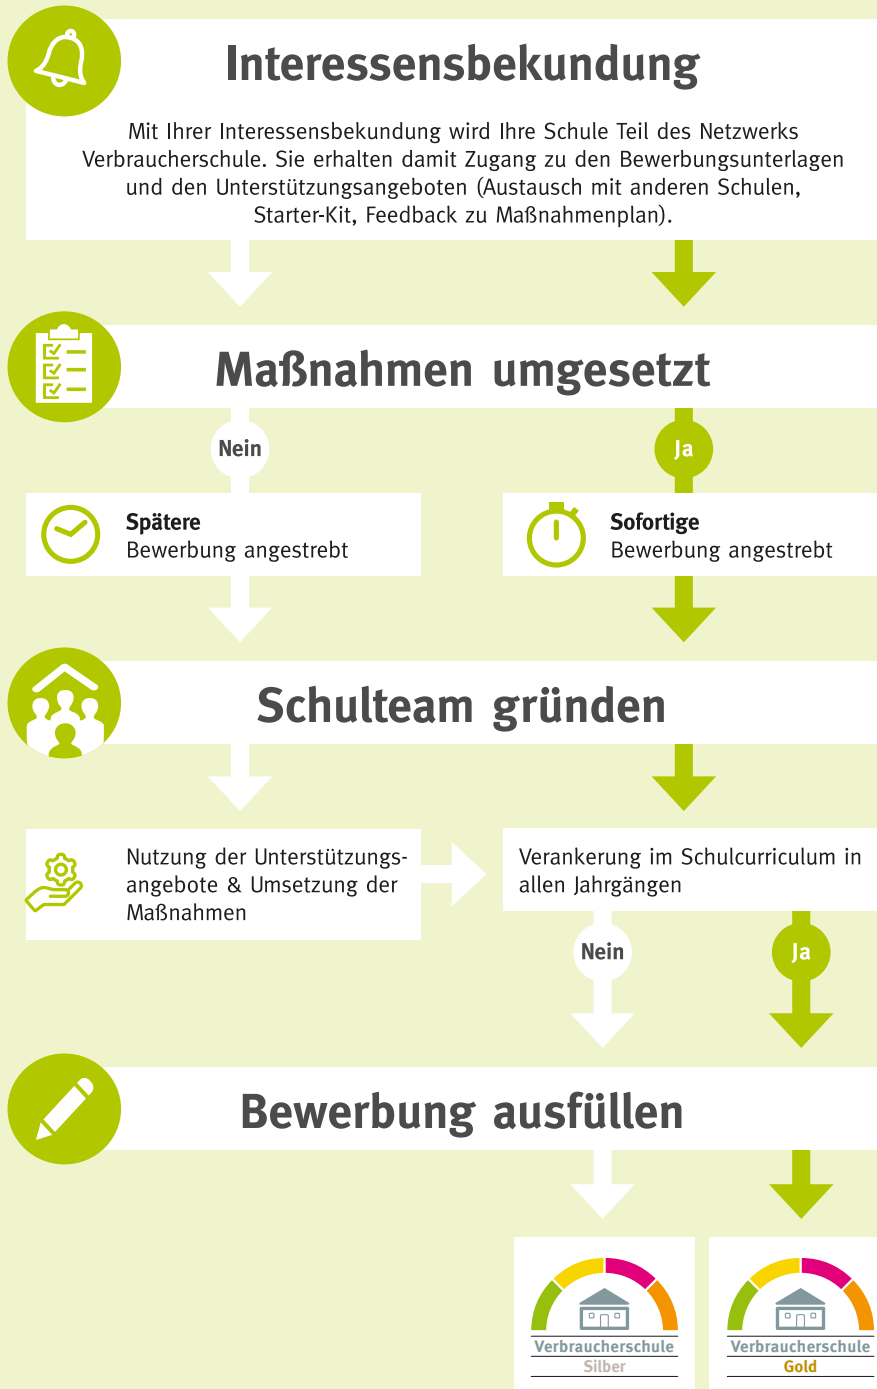 Interessensbekundung
Mit Ihrer Interessensbekundung wird Ihre Schule Teil des Netzwerks
Verbraucherschule. Sie erhalten damit Zugang zu den Bewerbungsunterlagen
und den Unterstützungsangeboten (Austausch mit anderen Schulen,
Starter-Kit, Feedback zu Maßnahmenplan).
Maßnahmen umgesetzt
Nein
Ja
Spätere
Bewerbung angestrebt
Sofortige
Bewerbung angestrebt
Schulteam gründen
Nutzung der Unterstützungs-
angebote & Umsetzung der
Maßnahmen
Verankerung im Schulcurriculum in
allen Jahrgängen
Nein
Ja
Bewerbung ausfüllen
Verbraucherschule
Silber
Verbraucherschule
Gold